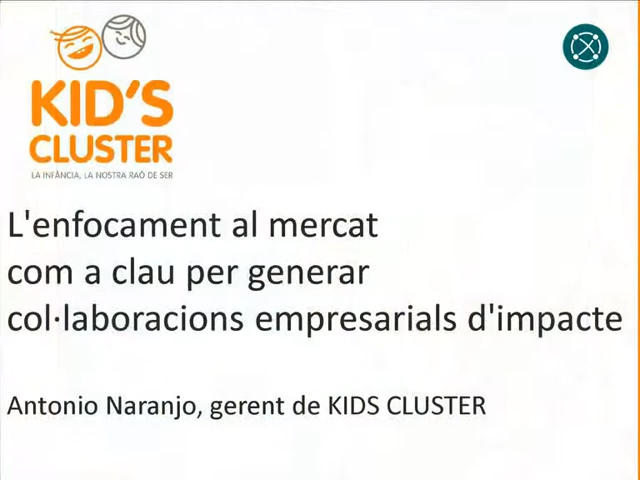 KID'S
CLUSTER
LA INFÀNCIA, LA NOSTRA RAÓ DE SER
L'enfocament al mercat
com a clau per generar
col·laboracions empresarials d'impacte
Antonio Naranjo, gerent de KIDS CLUSTER